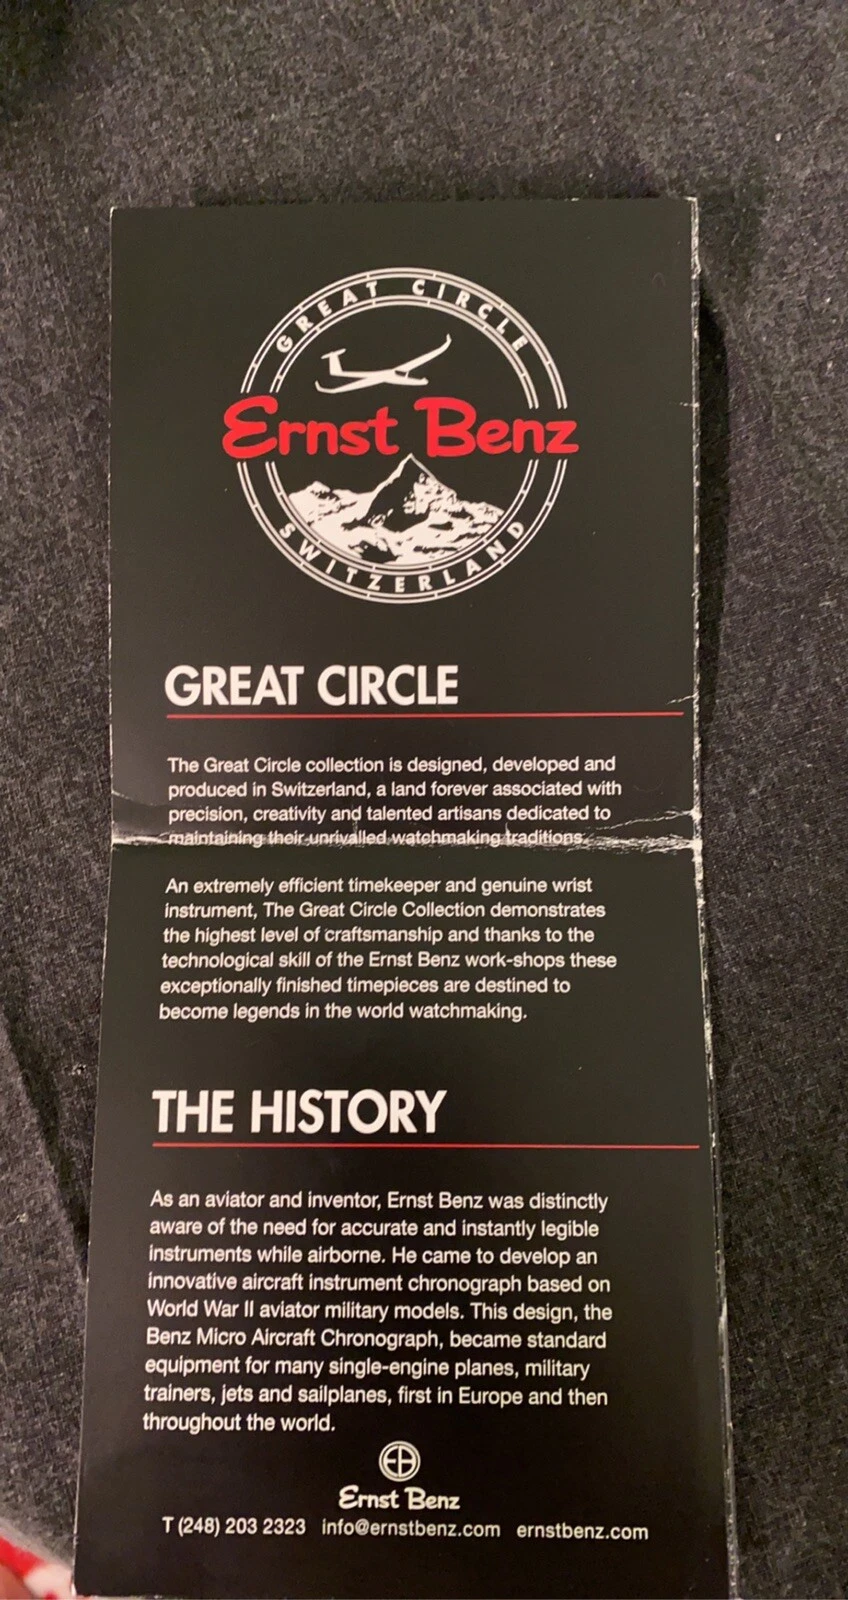 GREAT CIRCLE
Ernst Benz
SWITZERLAND
GREAT CIRCLE
The Great Circle collection is designed, developed and
produced in Switzerland, a land forever associated with
precision, creativity and talented artisans dedicated to
maintaining their unrivalled watchmaking traditions.
An extremely efficient timekeeper and genuine wrist
instrument, The Great Circle Collection demonstrates
the highest level of craftsmanship and thanks to the
technological skill of the Ernst Benz work-shops these
exceptionally finished timepieces are destined to
become legends in the world watchmaking.
THE HISTORY
As an aviator and inventor, Ernst Benz was distinctly
aware of the need for accurate and instantly legible
instruments while airborne. He came to develop an
innovative aircraft instrument chronograph based on
World War II aviator military models. This design, the
Benz Micro Aircraft Chronograph, became standard
equipment for many single-engine planes, military
trainers, jets and sailplanes, first in Europe and then
throughout the world.
EB
Ernst Benz
T (248) 203 2323 info@ernstbenz.com ernstbenz.com